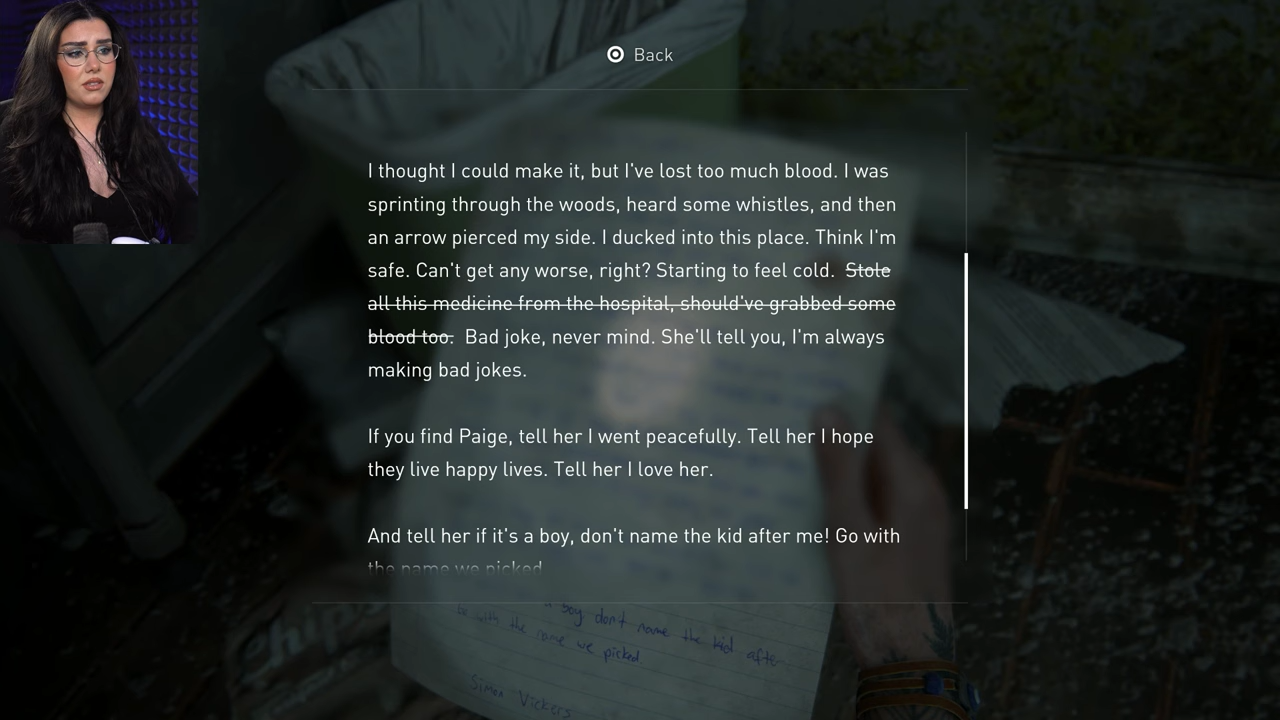 Back
I thought I could make it, but I've lost too much blood. I was
sprinting through the woods, heard some whistles, and then
an arrow pierced my side. I ducked into this place. Think I'm
safe. Can't get any worse, right? Starting to feel cold. Stole
all this medicine from the hospital, should've grabbed some
blood too. Bad joke, never mind. She'll tell you, I'm always
making bad jokes.
If you find Paige, tell her I went peacefully. Tell her I hope
they live happy lives. Tell her I love her.
And tell her if it's a boy, don't name the kid after me! Go with
the name we picked
boy don't name the kid afte
the name we picked
Simon Vickers
chips